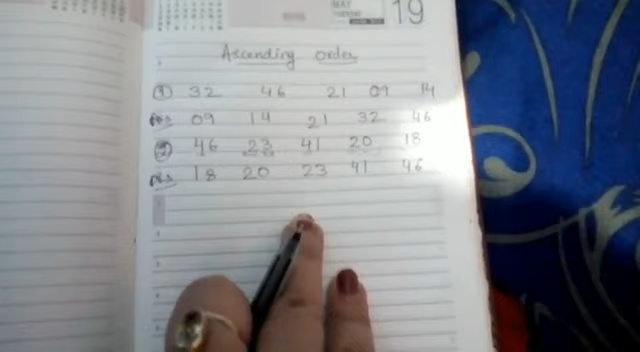 MAY
19
Ascending order
① 32 46 21 09 14
Ans 09 14 21 32 46
② 46 23 41 20 18
Ans 18 20 23 41 46